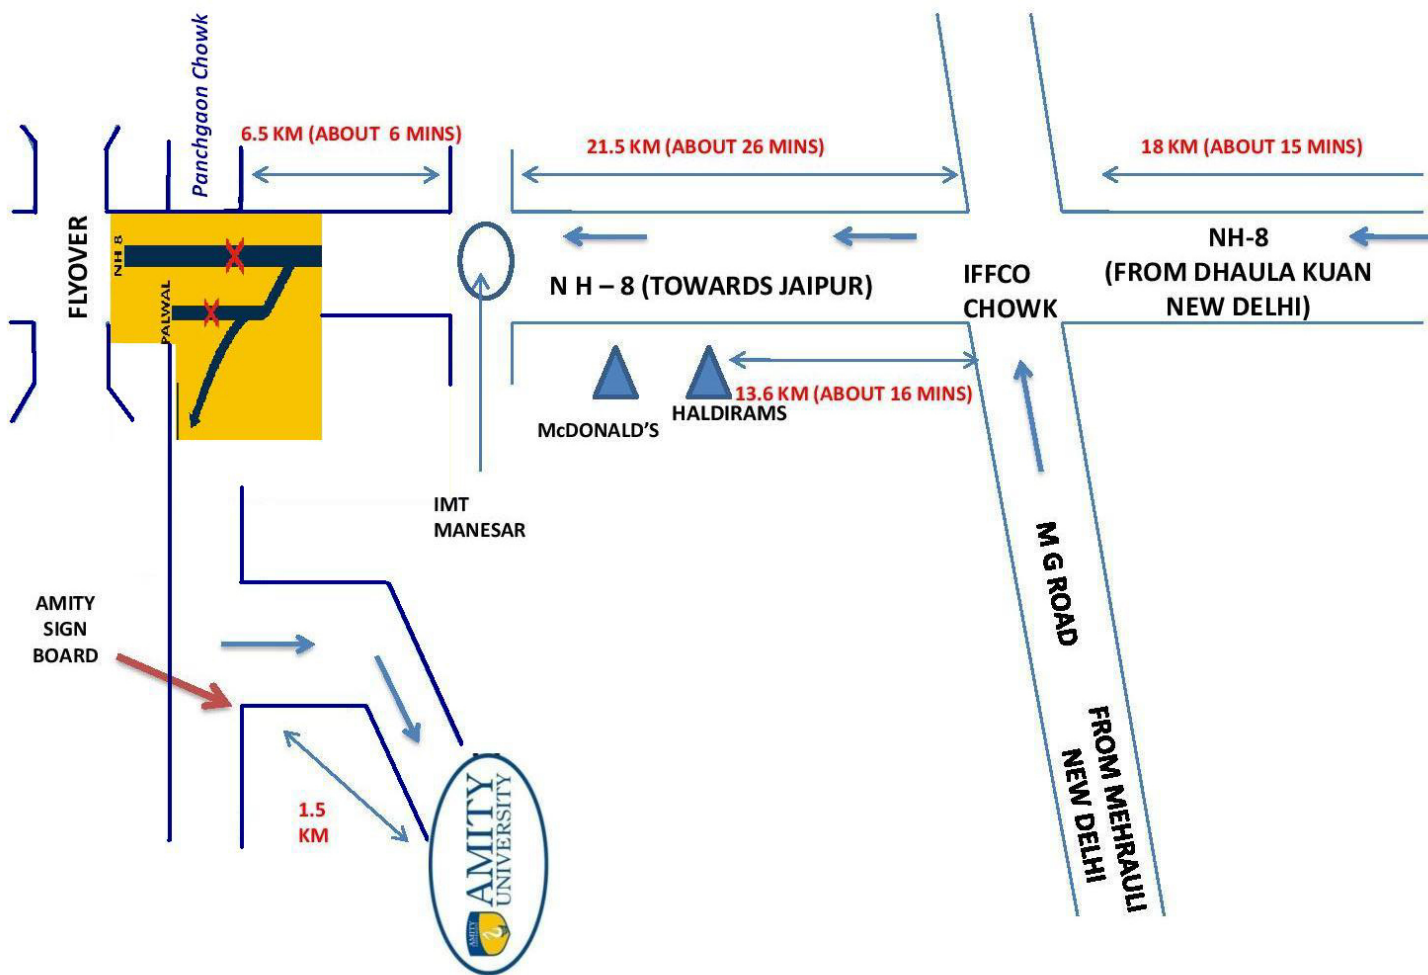 Panchgaon Chowk
6.5 KM (ABOUT 6 MINS)
21.5 KM (ABOUT 26 MINS)
18 KM (ABOUT 15 MINS)
FLYOVER
NH 8
PALWAL
N H – 8 (TOWARDS JAIPUR)
IFFCO
CHOWK
NH-8
(FROM DHAULA KUAN
NEW DELHI)
13.6 KM (ABOUT 16 MINS)
HALDIRAMS
McDONALD'S
IMT
MANESAR
M G ROAD
FROM MEHRAULI
NEW DELHI
AMITY
SIGN
BOARD
1.5
KM
AMITY
UNIVERSITY
AMITY